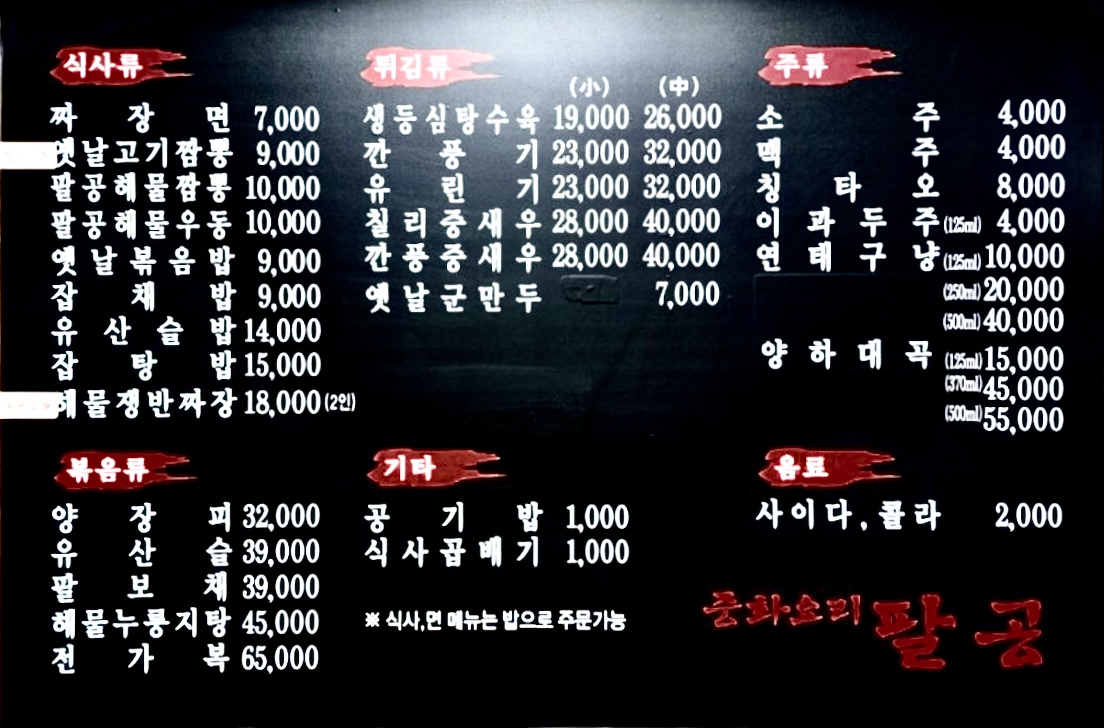 식사류
짜장면 7,000
옛날고기짬뽕 9,000
팔공해물짬뽕 10,000
팔공해물우동 10,000
옛날볶음밥 9,000
잡채밥 9,000
유산슬밥 14,000
잡탕밥 15,000
해물쟁반짜장 18,000(2인)
튀김류
(小) (中)
생등심탕수육 19,000 26,000
깐풍기 23,000 32,000
유린기 23,000 32,000
칠리중새우 28,000 40,000
깐풍중새우 28,000 40,000
옛날군만두 7,000
주류
소주 4,000
맥주 4,000
칭타오 8,000
이과두주(125ml) 4,000
연태구냥(125ml) 10,000
(250ml) 20,000
(500ml) 40,000
양하대곡(125ml) 15,000
(370ml) 45,000
(500ml) 55,000
볶음류
양장피 32,000
유산슬 39,000
팔보채 39,000
해물누룽지탕 45,000
전가복 65,000
기타
공기밥 1,000
식사곱배기 1,000
※ 식사,면 메뉴는 밥으로 주문가능
음료
사이다, 콜라 2,000
중화요리 팔공